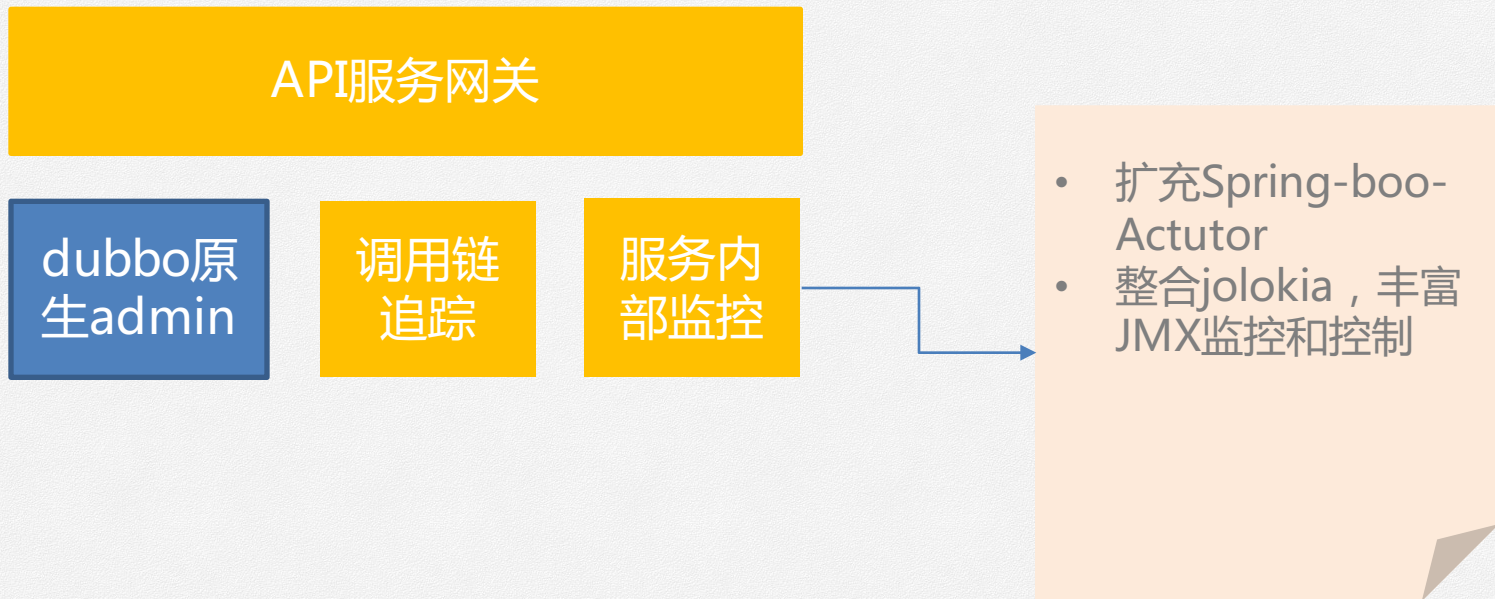 API服务网关
dubbo原
生admin
调用链
追踪
服务内
部监控
• 扩充Spring-boo-
Actutor
• 整合jolokia，丰富
JMX监控和控制